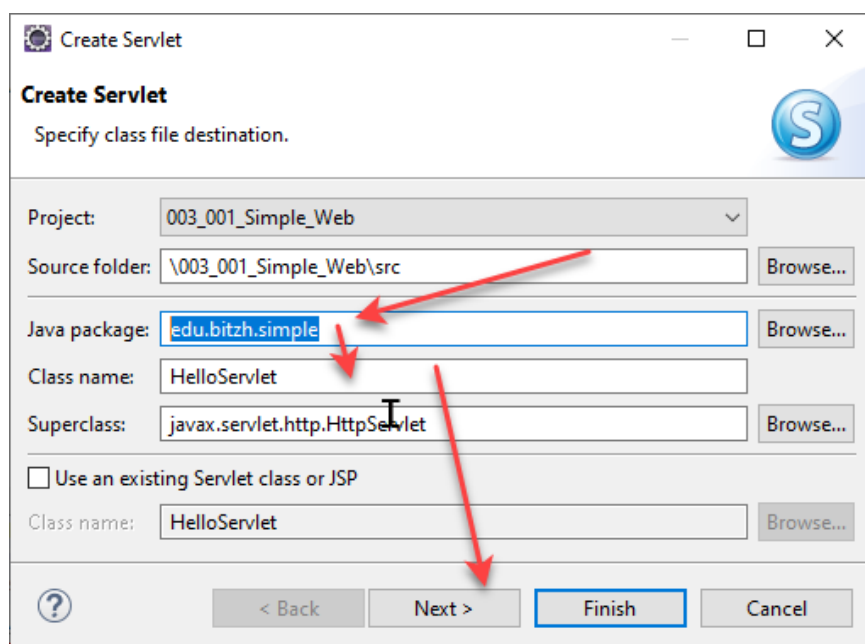 Create Servlet
Create Servlet
Specify class file destination.
Project: 003_001_Simple_Web
Source folder: \003_001_Simple_Web\src Browse...
Java package: edu.bitzh.simple Browse...
Class name: HelloServlet
Superclass: javax.servlet.http.HttpServlet Browse...
Use an existing Servlet class or JSP
Class name: HelloServlet Browse...
? < Back Next > Finish Cancel